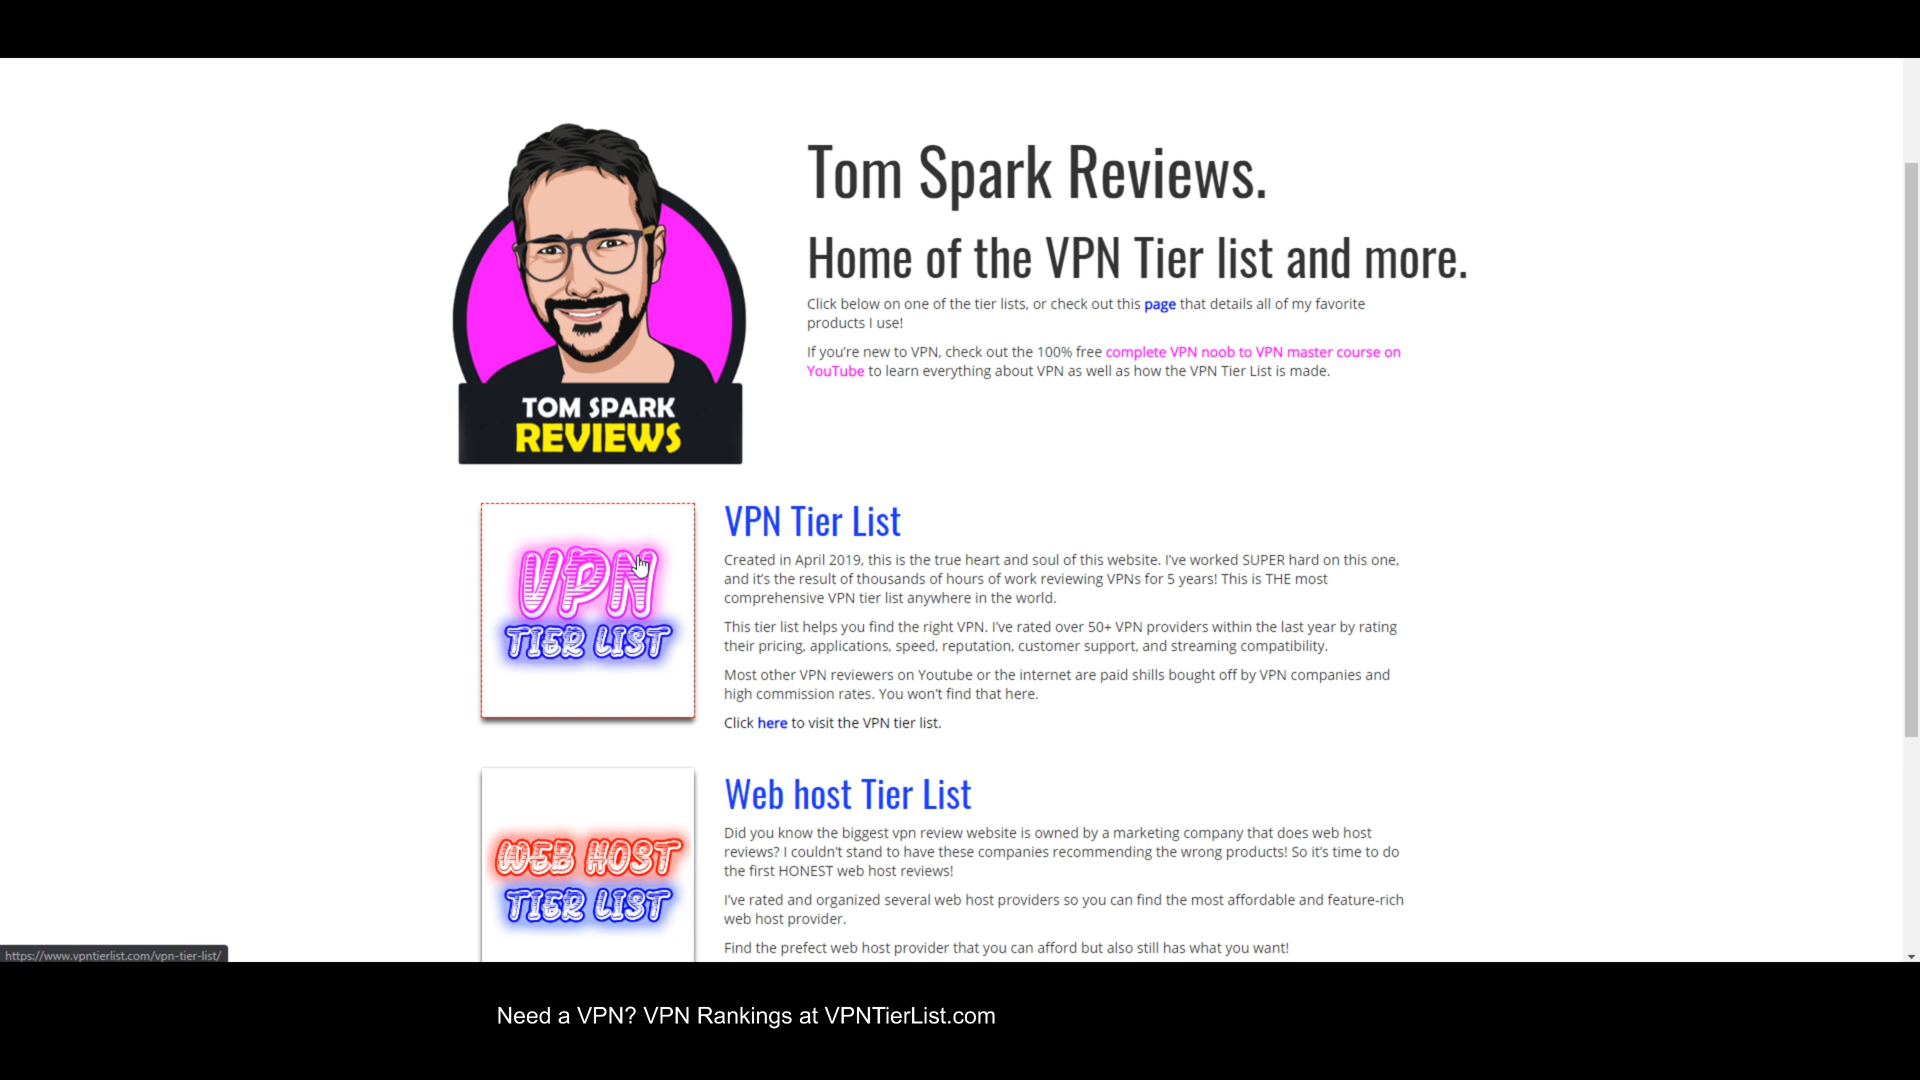 Tom Spark Reviews.
Home of the VPN Tier list and more.
Click below on one of the tier lists, or check out this page that details all of my favorite
products I use!
If you're new to VPN, check out the 100% free complete VPN noob to VPN master course on
YouTube to learn everything about VPN as well as how the VPN Tier List is made.
TOM SPARK
REVIEWS
VPN
TIER LIST
VPN Tier List
Created in April 2019, this is the true heart and soul of this website. I've worked SUPER hard on this one,
and it's the result of thousands of hours of work reviewing VPNs for 5 years! This is THE most
comprehensive VPN tier list anywhere in the world.
This tier list helps you find the right VPN. I've rated over 50+ VPN providers within the last year by rating
their pricing, applications, speed, reputation, customer support, and streaming compatibility.
Most other VPN reviewers on Youtube or the internet are paid shills bought off by VPN companies and
high commission rates. You won't find that here.
Click here to visit the VPN tier list.
WEB HOST
TIER LIST
Web host Tier List
Did you know the biggest vpn review website is owned by a marketing company that does web host
reviews? I couldn't stand to have these companies recommending the wrong products! So it's time to do
the first HONEST web host reviews!
I've rated and organized several web host providers so you can find the most affordable and feature-rich
web host provider.
Find the prefect web host provider that you can afford but also still has what you want!
https://www.vpntierlist.com/vpn-tier-list/
Need a VPN? VPN Rankings at VPNTierList.com